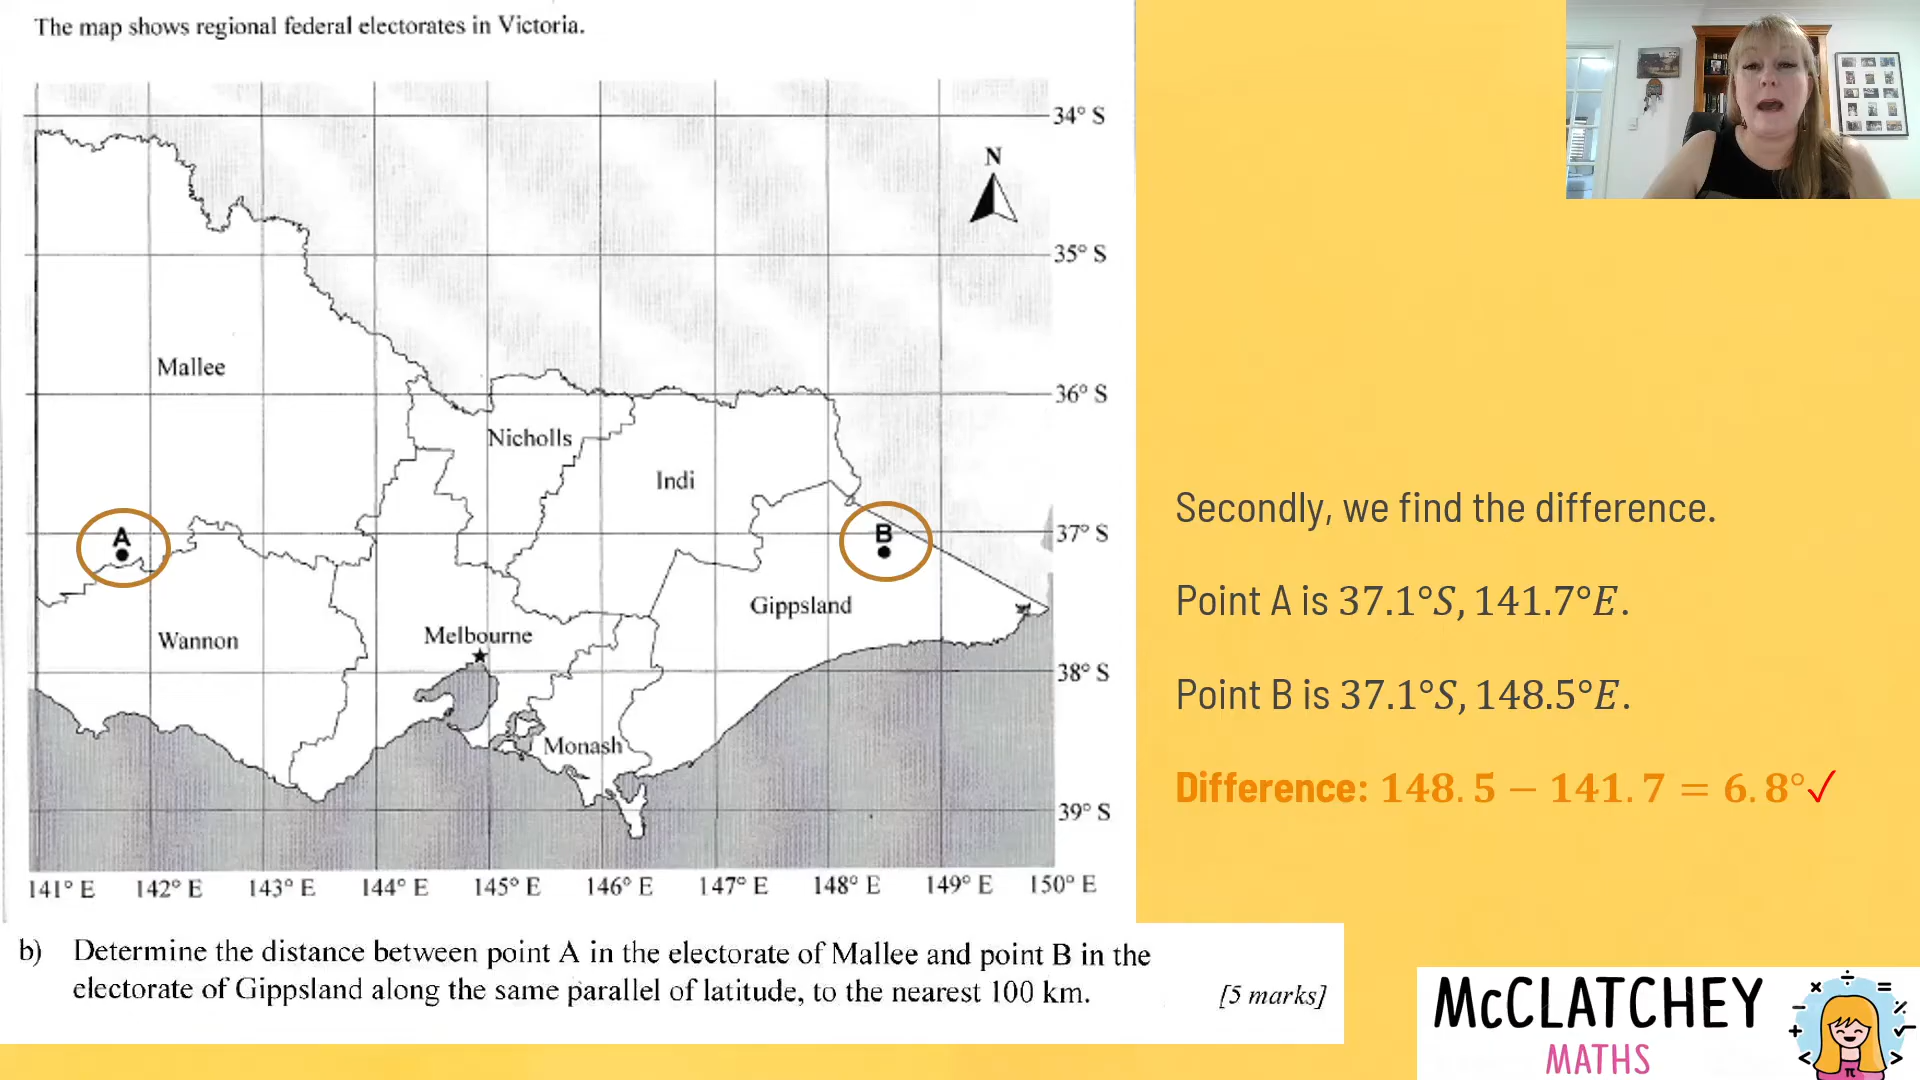 The map shows regional federal electorates in Victoria.
34° S
N
35° S
Mallee
36° S
Nicholls
Indi
A
B
37° S
Gippsland
Wannon
Melbourne
38° S
Monash
39° S
141° E 142° E 143° E 144° E 145° E 146° E 147° E 148° E 149° E 150° E
b) Determine the distance between point A in the electorate of Mallee and point B in the
electorate of Gippsland along the same parallel of latitude, to the nearest 100 km. [5 marks]
Secondly, we find the difference.
Point A is 37.1°S, 141.7°E.
Point B is 37.1°S, 148.5°E.
Difference: 148.5 − 141.7 = 6.8°✓
McCLATCHEY
MATHS